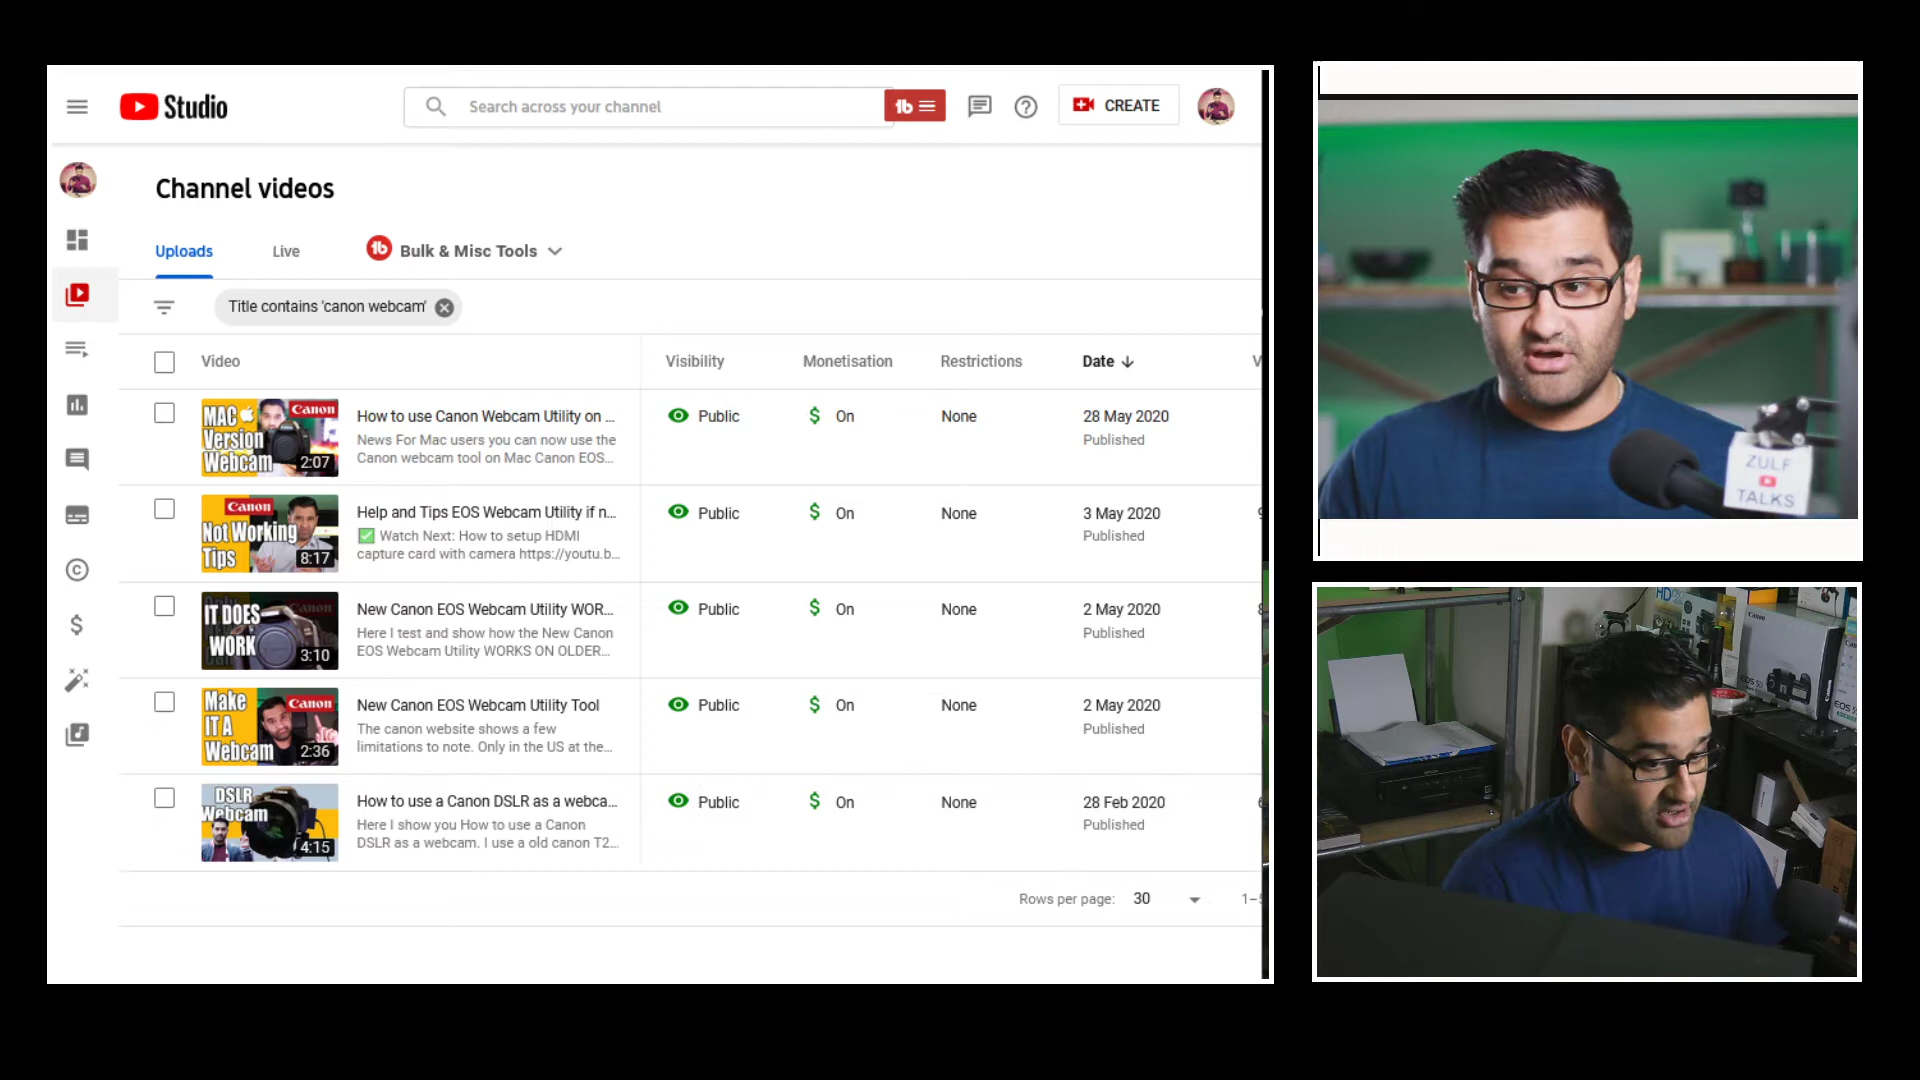 Studio
Search across your channel
CREATE
Channel videos
Uploads
Live
Bulk & Misc Tools
Title contains 'canon webcam'
Video
Visibility
Monetisation
Restrictions
Date
MAC
Version
Webcam
Canon
2:07
How to use Canon Webcam Utility on ...
News For Mac users you can now use the
Canon webcam tool on Mac Canon EOS...
Public
On
None
28 May 2020
Published
Canon
Not Working
Tips
8:17
Help and Tips EOS Webcam Utility if n...
Watch Next: How to setup HDMI
capture card with camera https://youtu.b...
Public
On
None
3 May 2020
Published
IT DOES
WORK
3:10
New Canon EOS Webcam Utility WOR...
Here I test and show how the New Canon
EOS Webcam Utility WORKS ON OLDER...
Public
On
None
2 May 2020
Published
Make
IT A
Webcam
Canon
2:36
New Canon EOS Webcam Utility Tool
The canon website shows a few
limitations to note. Only in the US at the...
Public
On
None
2 May 2020
Published
DSLR
Webcam
4:15
How to use a Canon DSLR as a webca...
Here I show you How to use a Canon
DSLR as a webcam. I use a old canon T2...
Public
On
None
28 Feb 2020
Published
Rows per page: 30
ZULF
TALKS
HD
Canon
EOS 5D
Canon
EOS 5